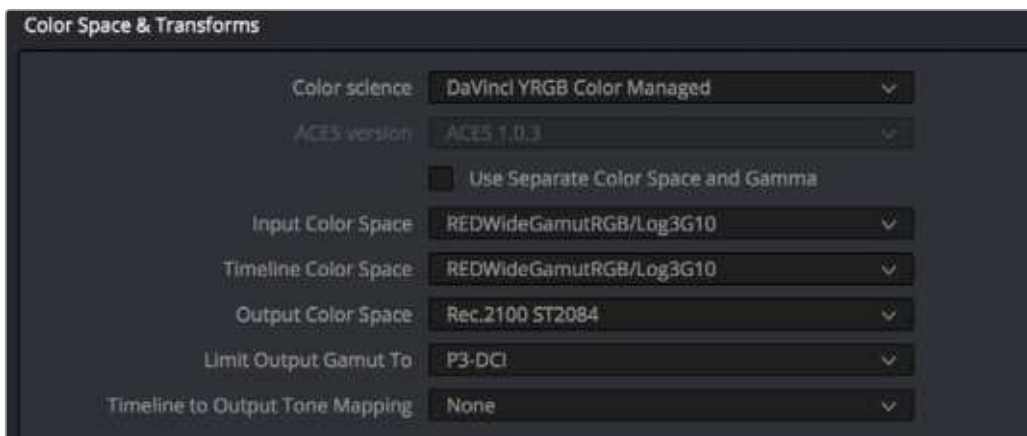 Color Space & Transforms
Color science DaVinci YRGB Color Managed
ACES version ACES 1.0.3
Use Separate Color Space and Gamma
Input Color Space REDWideGamutRGB/Log3G10
Timeline Color Space REDWideGamutRGB/Log3G10
Output Color Space Rec.2100 ST2084
Limit Output Gamut To P3-DCI
Timeline to Output Tone Mapping None